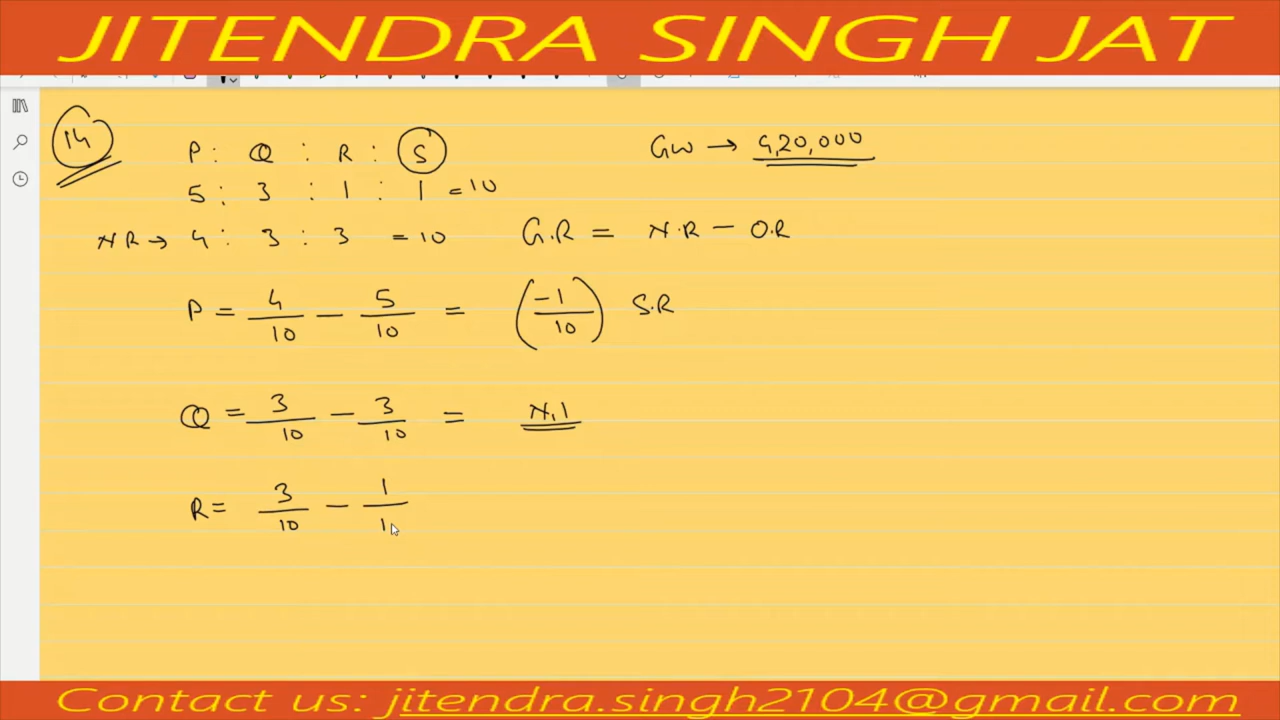 JITENDRA SINGH JAT
14
P : Q : R : S
GW → 4,20,000
5 : 3 : 1 : 1 = 10
NR → 4 : 3 : 3 = 10
G.R = N.R - O.R
P = 4/10 - 5/10 = (-1/10) S.R
Q = 3/10 - 3/10 = N.1
R = 3/10 - 1/1
Contact us: jitendra.singh2104@gmail.com